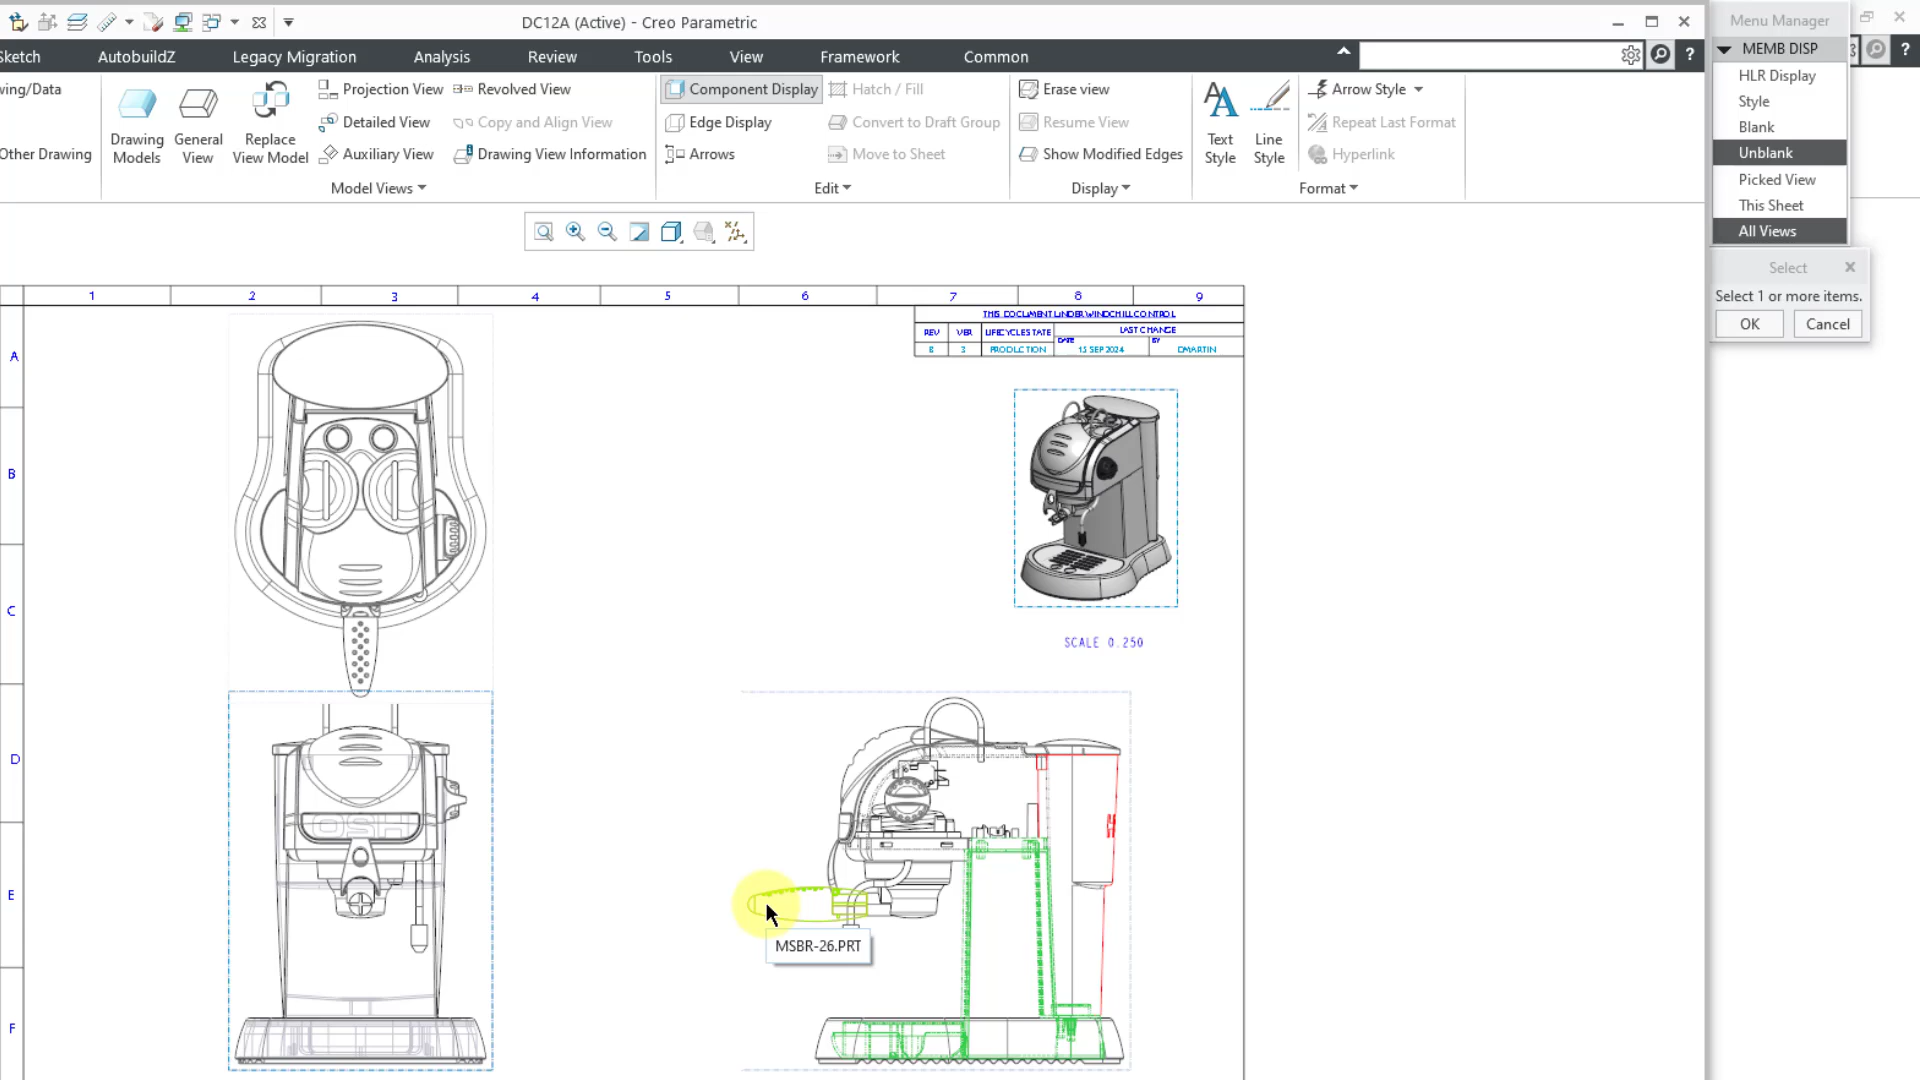 DC12A (Active) - Creo Parametric
Menu Manager
Sketch
AutobuildZ
Legacy Migration
Analysis
Review
Tools
View
Framework
Common
?
?
MEMB DISP
HLR Display
Style
Blank
Unblank
Picked View
This Sheet
All Views
wing/Data
Other Drawing
Drawing Models
General View
Replace View Model
Projection View
Detailed View
Auxiliary View
Revolved View
Copy and Align View
Drawing View Information
Model Views
Component Display
Edge Display
Arrows
Hatch / Fill
Convert to Draft Group
Move to Sheet
Edit
Erase view
Resume View
Show Modified Edges
Display
Text Style
Line Style
Arrow Style
Repeat Last Format
Hyperlink
Format
Select
Select 1 or more items.
OK
Cancel
1 2 3 4 5 6 7 8 9
THIS DOCUMENT UNDER WINDCHILL CONTROL
REV VER LIFECYCLE STATE LAST CHANGE
DATE BY
B 3 PRODUCTION 13 SEP 2024 CMARTIN
A
B
C
D
E
F
SCALE 0.250
MSBR-26.PRT